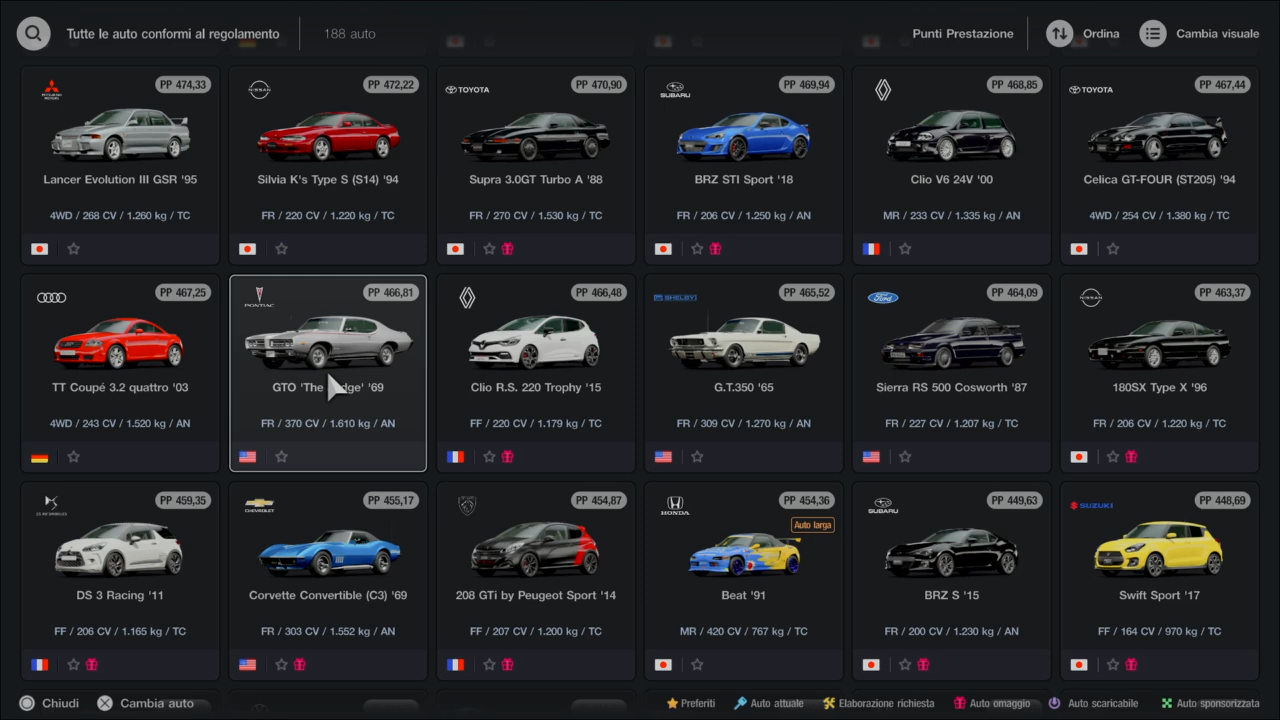 Tutte le auto conformi al regolamento 188 auto Punti Prestazione Ordina Cambia visuale
PP 474,33 PP 472,22 PP 470,90 PP 469,94 PP 468,85 PP 467,44
MITSUBISHI MOTORS NISSAN TOYOTA SUBARU TOYOTA
Lancer Evolution III GSR '95 Silvia K's Type S (S14) '94 Supra 3.0GT Turbo A '88 BRZ STI Sport '18 Clio V6 24V '00 Celica GT-FOUR (ST205) '94
4WD / 268 CV / 1.260 kg / TC FR / 220 CV / 1.220 kg / TC FR / 270 CV / 1.530 kg / TC FR / 206 CV / 1.250 kg / AN MR / 233 CV / 1.335 kg / AN 4WD / 254 CV / 1.380 kg / TC
PP 467,25 PP 466,81 PP 466,48 PP 465,52 PP 464,09 PP 463,37
PONTIAC SHELBY Ford NISSAN
TT Coupé 3.2 quattro '03 GTO 'The dge' '69 Clio R.S. 220 Trophy '15 G.T.350 '65 Sierra RS 500 Cosworth '87 180SX Type X '96
4WD / 243 CV / 1.520 kg / AN FR / 370 CV / 1.610 kg / AN FF / 220 CV / 1.179 kg / TC FR / 309 CV / 1.270 kg / AN FR / 227 CV / 1.207 kg / TC FR / 206 CV / 1.220 kg / TC
PP 459,35 PP 455,17 PP 454,87 PP 454,36 PP 449,63 PP 448,69
DS AUTOMOBILES CHEVROLET HONDA SUBARU SUZUKI
Auto larga
DS 3 Racing '11 Corvette Convertible (C3) '69 208 GTi by Peugeot Sport '14 Beat '91 BRZ S '15 Swift Sport '17
FF / 206 CV / 1.165 kg / TC FR / 303 CV / 1.552 kg / AN FF / 207 CV / 1.200 kg / TC MR / 420 CV / 767 kg / TC FR / 200 CV / 1.230 kg / AN FF / 164 CV / 970 kg / TC
Chiudi Cambia auto Preferiti Auto attuale Elaborazione richiesta Auto omaggio Auto scaricabile Auto sponsorizzata